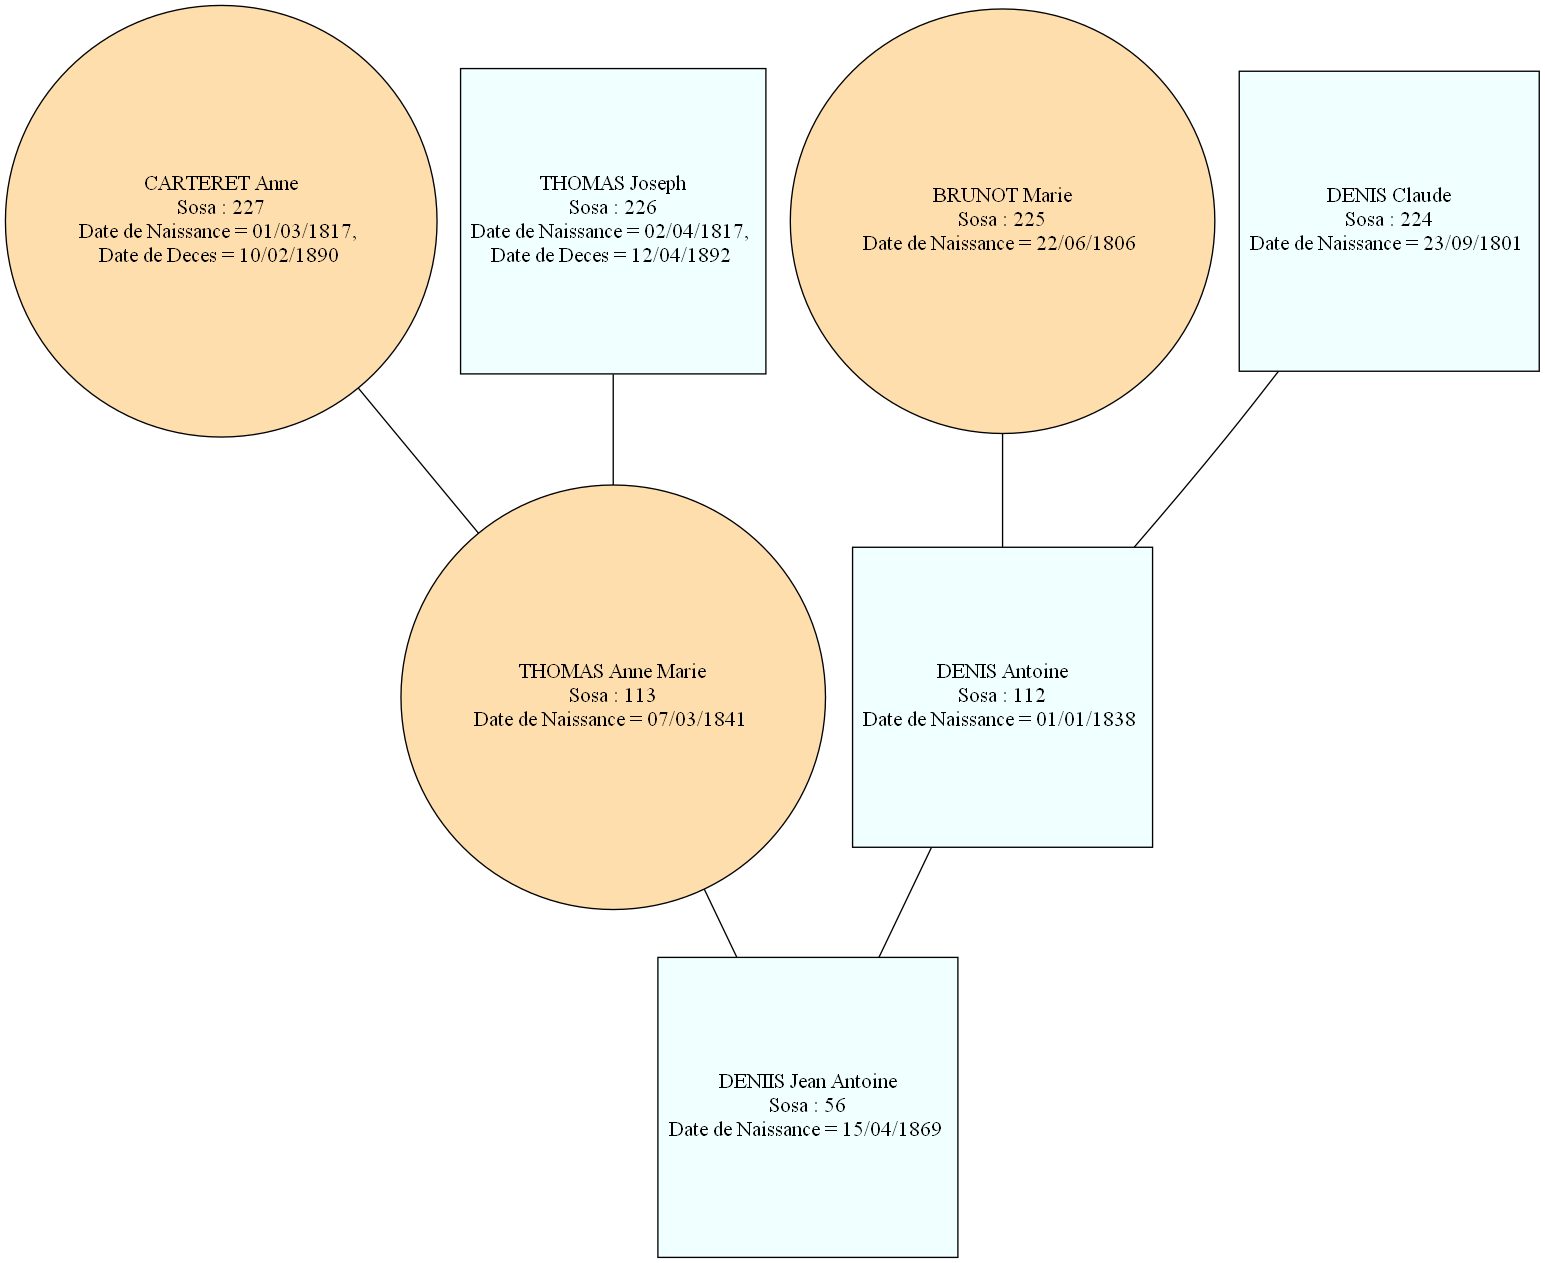 CARTERET Anne
Sosa : 227
Date de Naissance = 01/03/1817,
Date de Deces = 10/02/1890
THOMAS Joseph
Sosa : 226
Date de Naissance = 02/04/1817,
Date de Deces = 12/04/1892
BRUNOT Marie
Sosa : 225
Date de Naissance = 22/06/1806
DENIS Claude
Sosa : 224
Date de Naissance = 23/09/1801
THOMAS Anne Marie
Sosa : 113
Date de Naissance = 07/03/1841
DENIS Antoine
Sosa : 112
Date de Naissance = 01/01/1838
DENIIS Jean Antoine
Sosa : 56
Date de Naissance = 15/04/1869